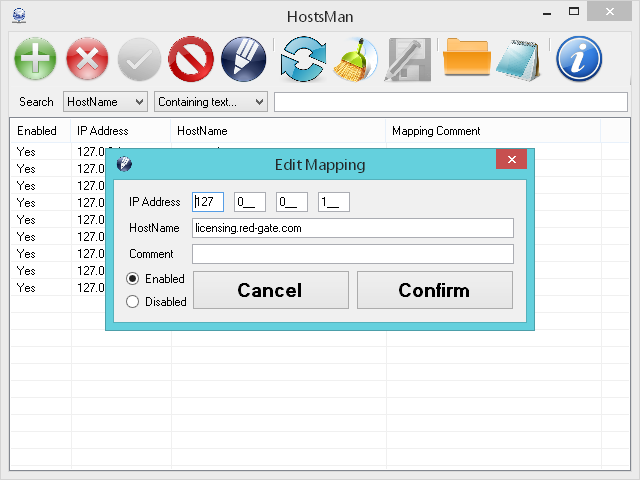 HostsMan
Search HostName Containing text...
Enabled IP Address HostName Mapping Comment
Yes 127.0
Yes 127.0
Yes 127.0
Yes 127.0
Yes 127.0
Yes 127.0
Yes 127.0
Yes 127.0
Yes 127.0
Edit Mapping
IP Address 127 0__ 0__ 1__
HostName licensing.red-gate.com
Comment
Enabled
Disabled
Cancel Confirm